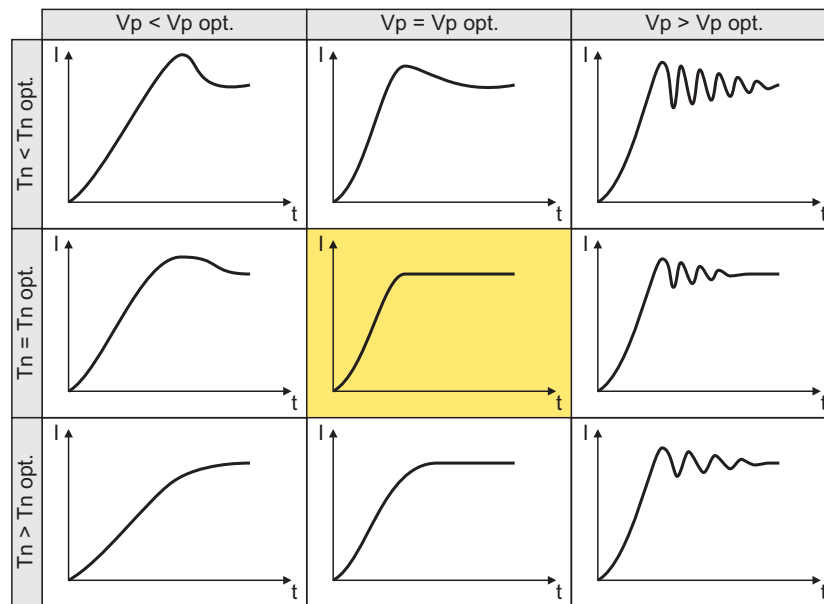 Vp < Vp opt.
Vp = Vp opt.
Vp > Vp opt.
Tn < Tn opt.
I
t
I
t
I
t
Tn = Tn opt.
I
t
I
t
I
t
Tn > Tn opt.
I
t
I
t
I
t